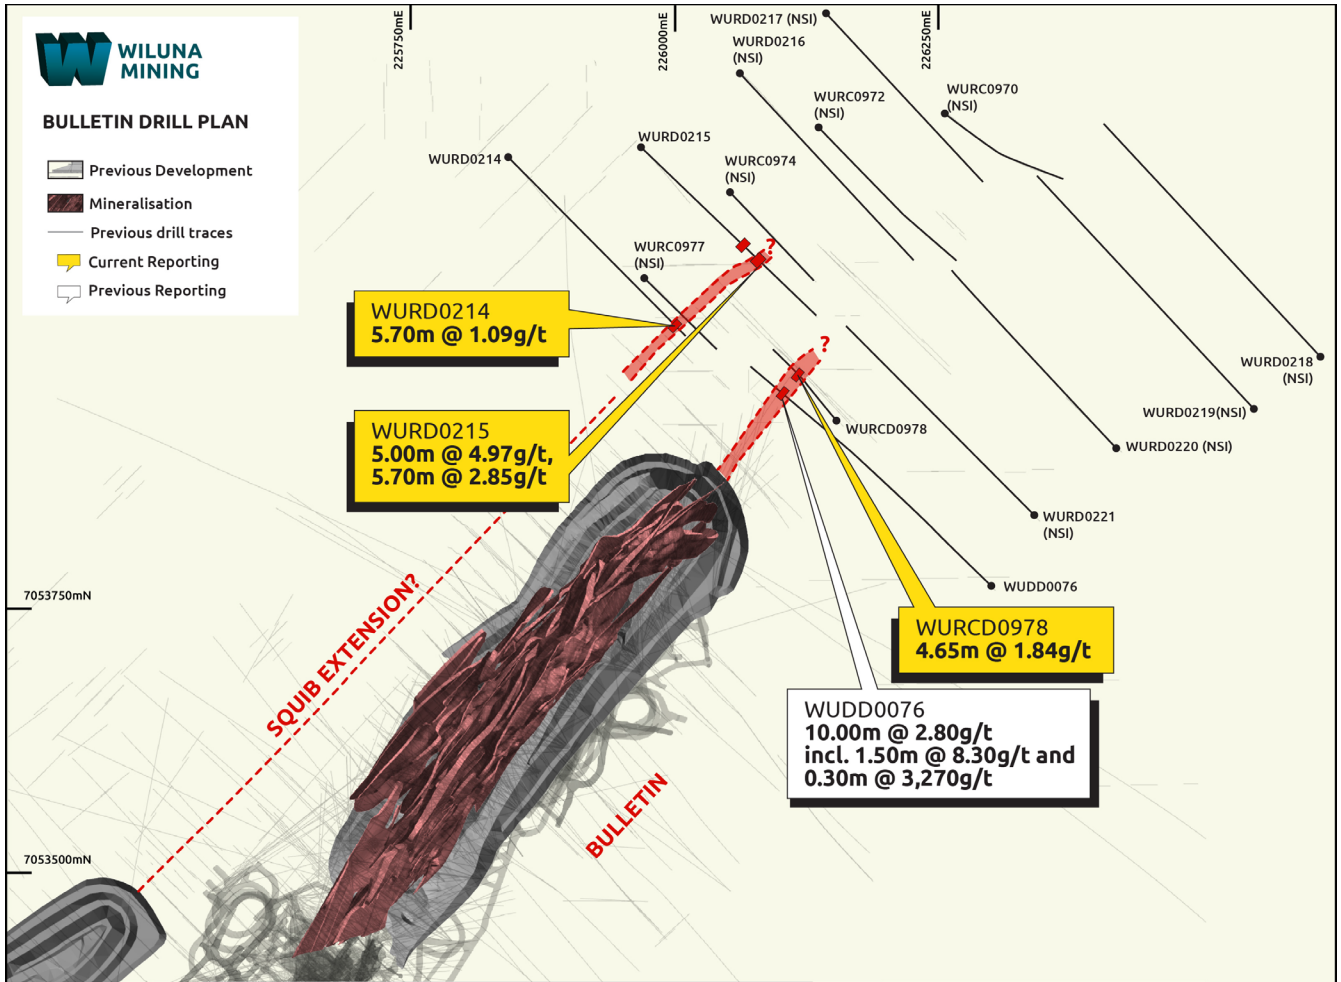 WILUNA
MINING
BULLETIN DRILL PLAN
Previous Development
Mineralisation
Previous drill traces
Current Reporting
Previous Reporting
225750mE
226000mE
226250mE
WURD0217 (NSI)
WURD0216
(NSI)
WURC0972
(NSI)
WURC0970
(NSI)
WURD0214
WURD0215
WURC0974
(NSI)
WURC0977
(NSI)
?
?
WURD0214
5.70m @ 1.09g/t
WURD0215
5.00m @ 4.97g/t,
5.70m @ 2.85g/t
WURD0218
(NSI)
WURD0219(NSI)
WURD0220 (NSI)
WURCD0978
WURD0221
(NSI)
WUDD0076
7053750mN
SQUIB EXTENSION?
WURCD0978
4.65m @ 1.84g/t
WUDD0076
10.00m @ 2.80g/t
incl. 1.50m @ 8.30g/t and
0.30m @ 3,270g/t
BULLETIN
7053500mN